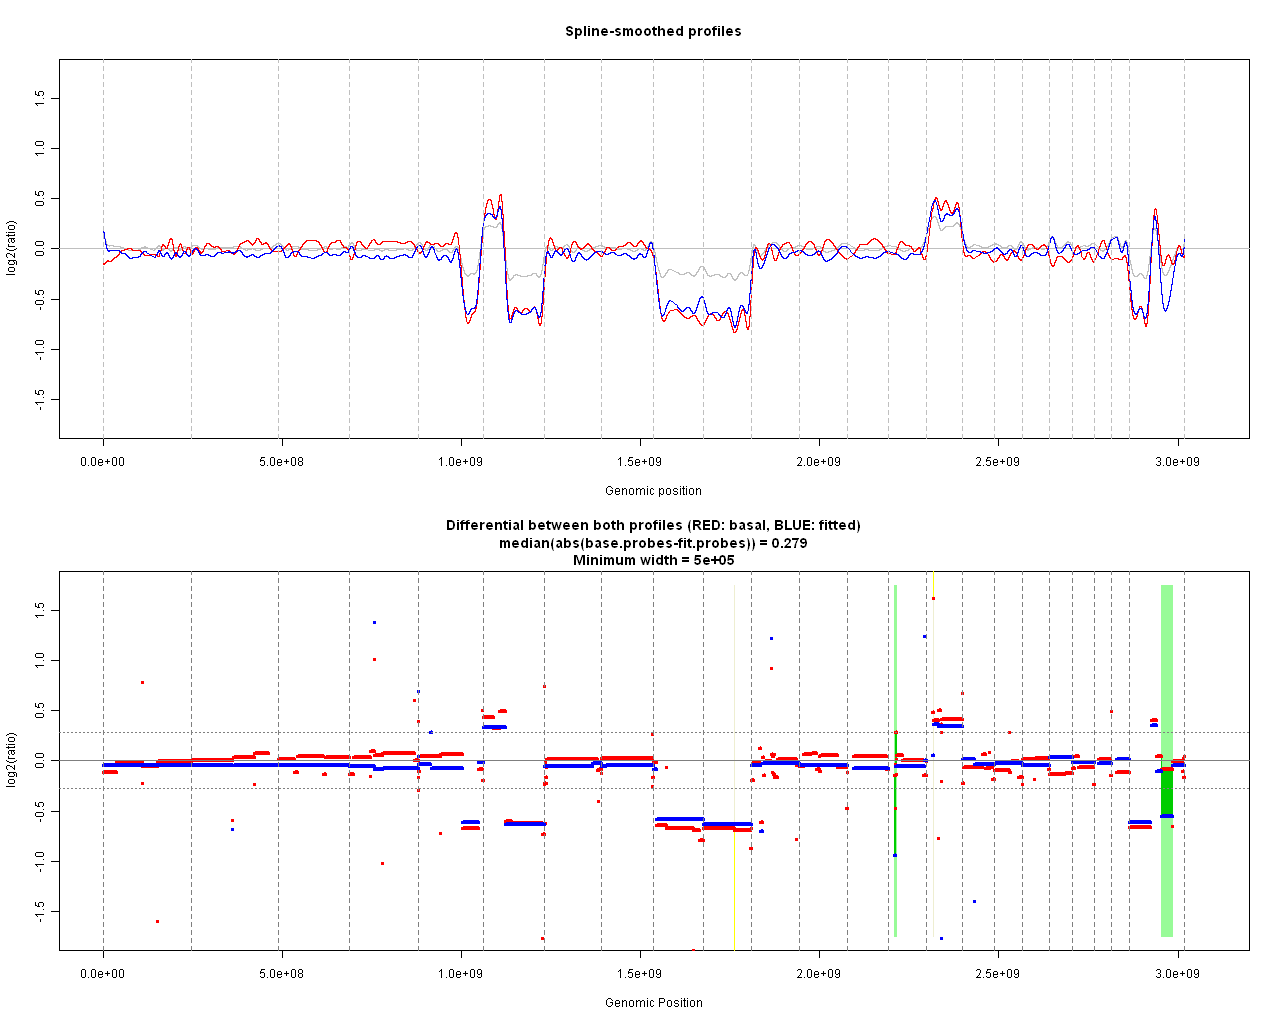 Spline-smoothed profiles
log2(ratio)
1.5
1.0
0.5
0.0
-0.5
-1.0
-1.5
0.0e+00 5.0e+08 1.0e+09 1.5e+09 2.0e+09 2.5e+09 3.0e+09
Genomic position
Differential between both profiles (RED: basal, BLUE: fitted)
median(abs(base.probes-fit.probes)) = 0.279
Minimum width = 5e+05
log2(ratio)
1.5
1.0
0.5
0.0
-0.5
-1.0
-1.5
0.0e+00 5.0e+08 1.0e+09 1.5e+09 2.0e+09 2.5e+09 3.0e+09
Genomic Position